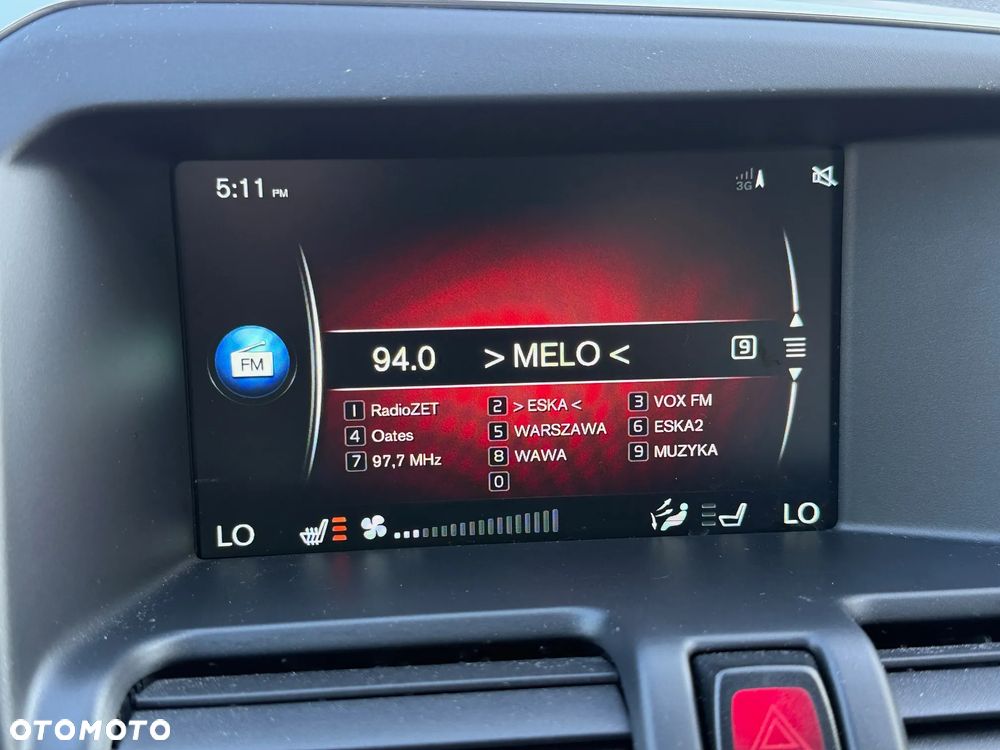 5:11 PM
3G
FM
94.0 > MELO < 9
1 RadioZET 2 > ESKA < 3 VOX FM
4 Oates 5 WARSZAWA 6 ESKA2
7 97,7 MHz 8 WAWA 9 MUZYKA
0
LO LO
OTOMOTO